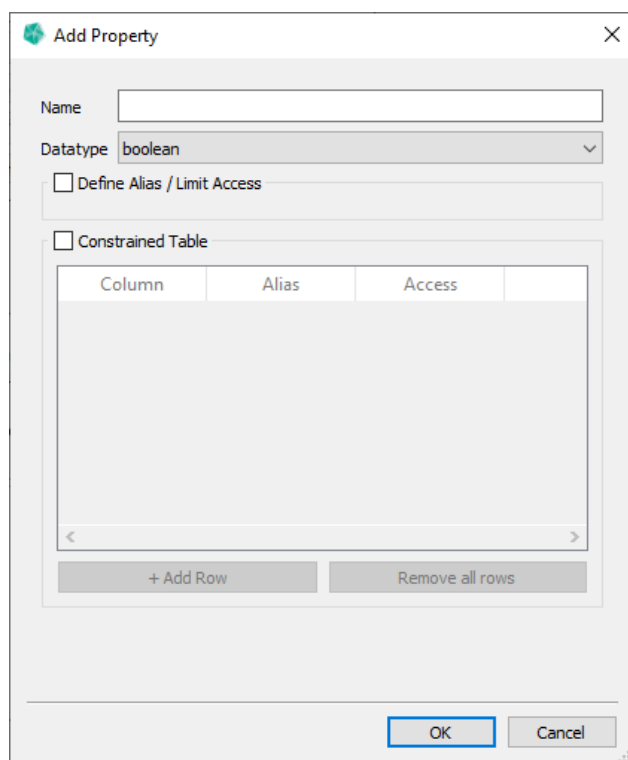 Add Property
Name
Datatype boolean
Define Alias / Limit Access
Constrained Table
Column Alias Access
+ Add Row Remove all rows
OK Cancel